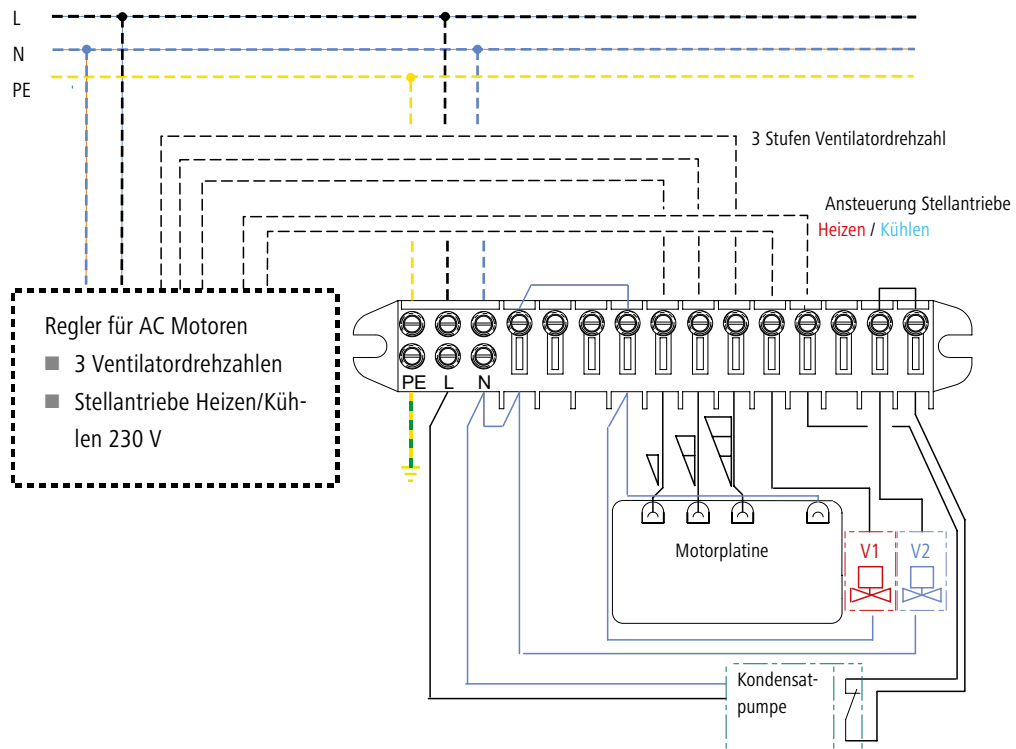 L
N
PE
3 Stufen Ventilatordrehzahl
Ansteuerung Stellantriebe
Heizen / Kühlen
Regler für AC Motoren
■ 3 Ventilatordrehzahlen
■ Stellantriebe Heizen/Küh-
len 230 V
PE L N
Motorplatine
V1 V2
Kondensat-
pumpe